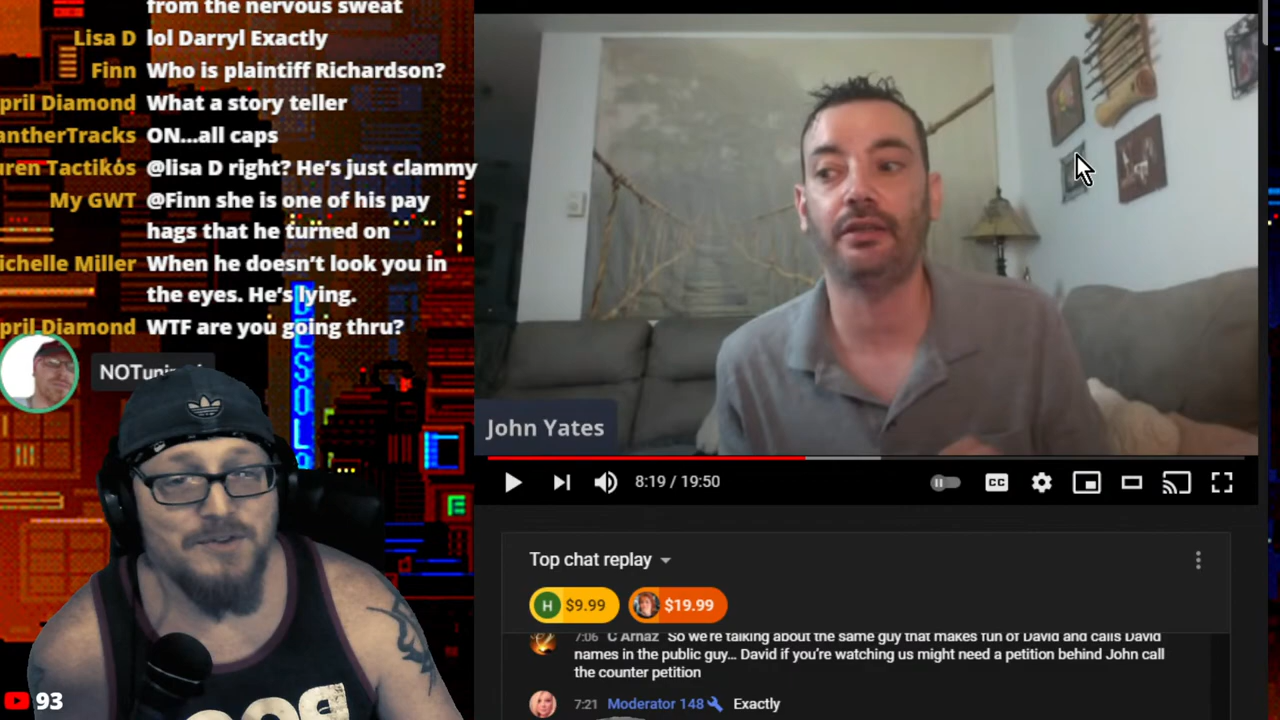 from the nervous sweat
Lisa D lol Darryl Exactly
Finn Who is plaintiff Richardson?
pril Diamond What a story teller
antherTracks ON...all caps
uren Tactikos @lisa D right? He's just clammy
My GWT @Finn she is one of his pay
hags that he turned on
ichelle Miller When he doesn't look you in
the eyes. He's lying.
pril Diamond WTF are you going thru?
John Yates
8:19 / 19:50
CC
Top chat replay
H $9.99 $19.99
7:06 C Arnaz So we're talking about the same guy that makes fun of David and calls David
names in the public guy... David if you're watching us might need a petition behind John call
the counter petition
7:21 Moderator 148 Exactly
93